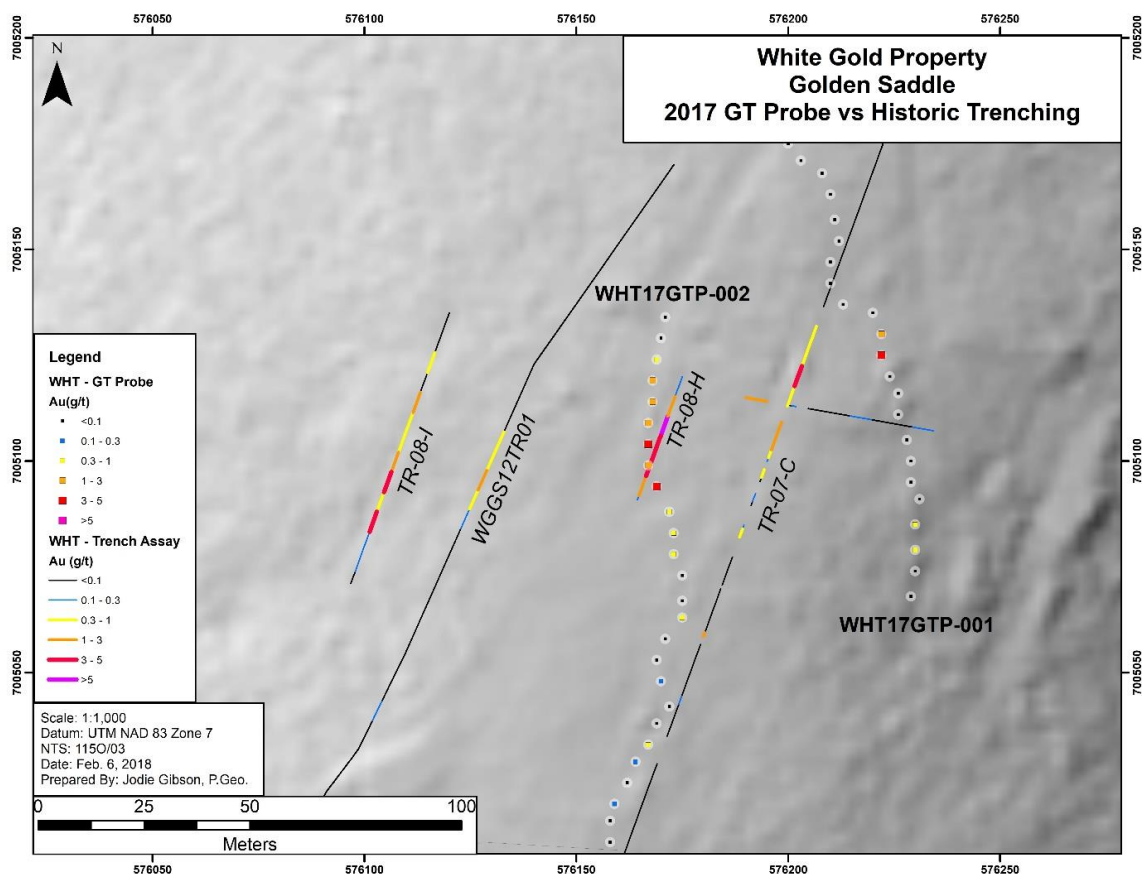 576050 576100 576150 576200 576250
7005200 7005200
N
White Gold Property
Golden Saddle
2017 GT Probe vs Historic Trenching
7005150 7005150
WHT17GTP-002
Legend
WHT - GT Probe
Au(g/t)
<0.1
0.1 - 0.3
0.3 - 1
1 - 3
3 - 5
>5
WHT - Trench Assay
Au (g/t)
<0.1
0.1 - 0.3
0.3 - 1
1 - 3
3 - 5
>5
TR-08-I
WGGS12TR01
TR-08-H
TR-07-C
7005100 7005100
WHT17GTP-001
7005050 7005050
Scale: 1:1,000
Datum: UTM NAD 83 Zone 7
NTS: 115O/03
Date: Feb. 6, 2018
Prepared By: Jodie Gibson, P.Geo.
0 25 50 100
Meters
576050 576100 576150 576200 576250